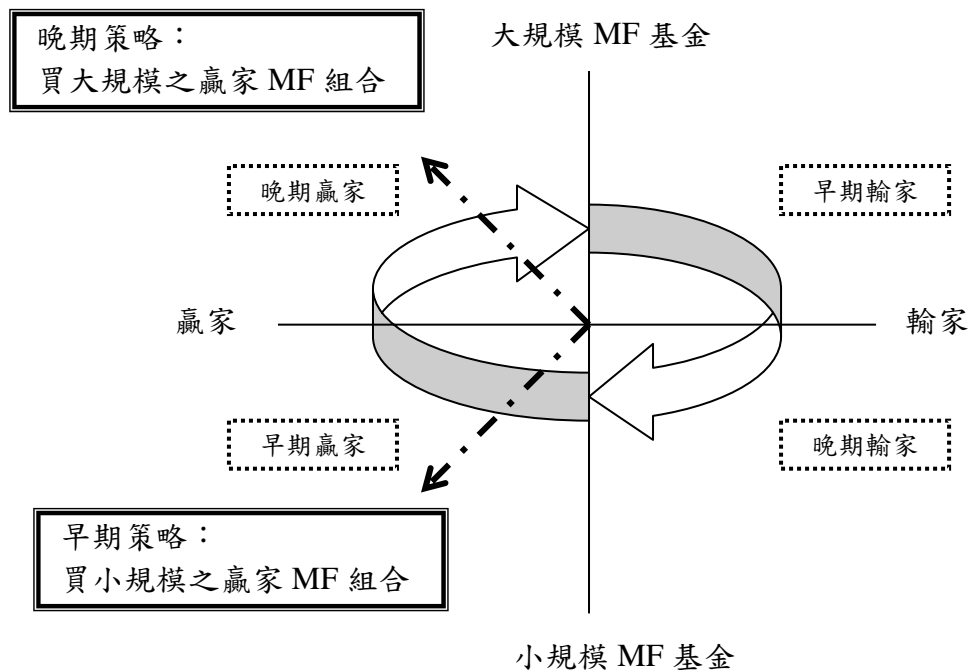 晚期策略：
買大規模之贏家 MF 組合
大規模 MF 基金
晚期贏家
早期輸家
贏家
輸家
早期贏家
晚期輸家
早期策略：
買小規模之贏家 MF 組合
小規模 MF 基金